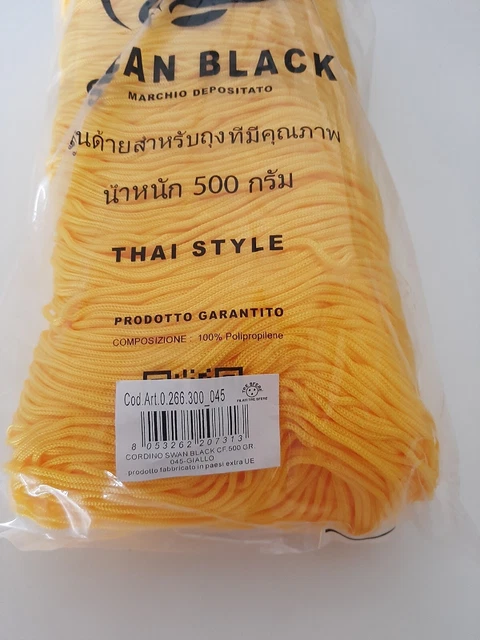 SWAN BLACK
MARCHIO DEPOSITATO
ศูนด้ายสำหรับถุงที่มีคุณภาพ
น้ำหนัก 500 กรัม
THAI STYLE
PRODOTTO GARANTITO
COMPOSIZIONE : 100% Polipropilene
Cod.Art.0.266.300_045
8 053262 207313
CORDINO SWAN BLACK CF.500 GR.
045-GIALLO
prodotto fabbricato in paesi extra UE